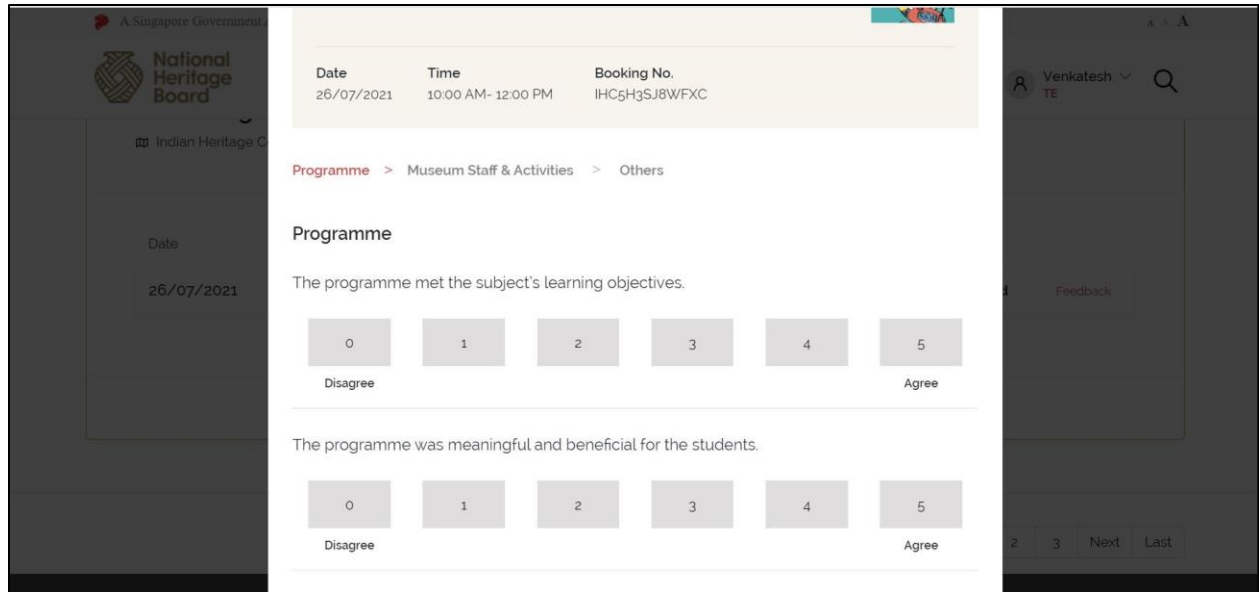 A Singapore Government
A A A
National
Heritage
Board
Venkatesh
TE
Date Time Booking No.
26/07/2021 10:00 AM- 12:00 PM IHC5H3SJ8WFXC
Indian Heritage C
Programme > Museum Staff & Activities > Others
Programme
Date
The programme met the subject's learning objectives.
26/07/2021 Feedback
0 1 2 3 4 5
Disagree Agree
The programme was meaningful and beneficial for the students.
0 1 2 3 4 5
Disagree Agree
2 3 Next Last